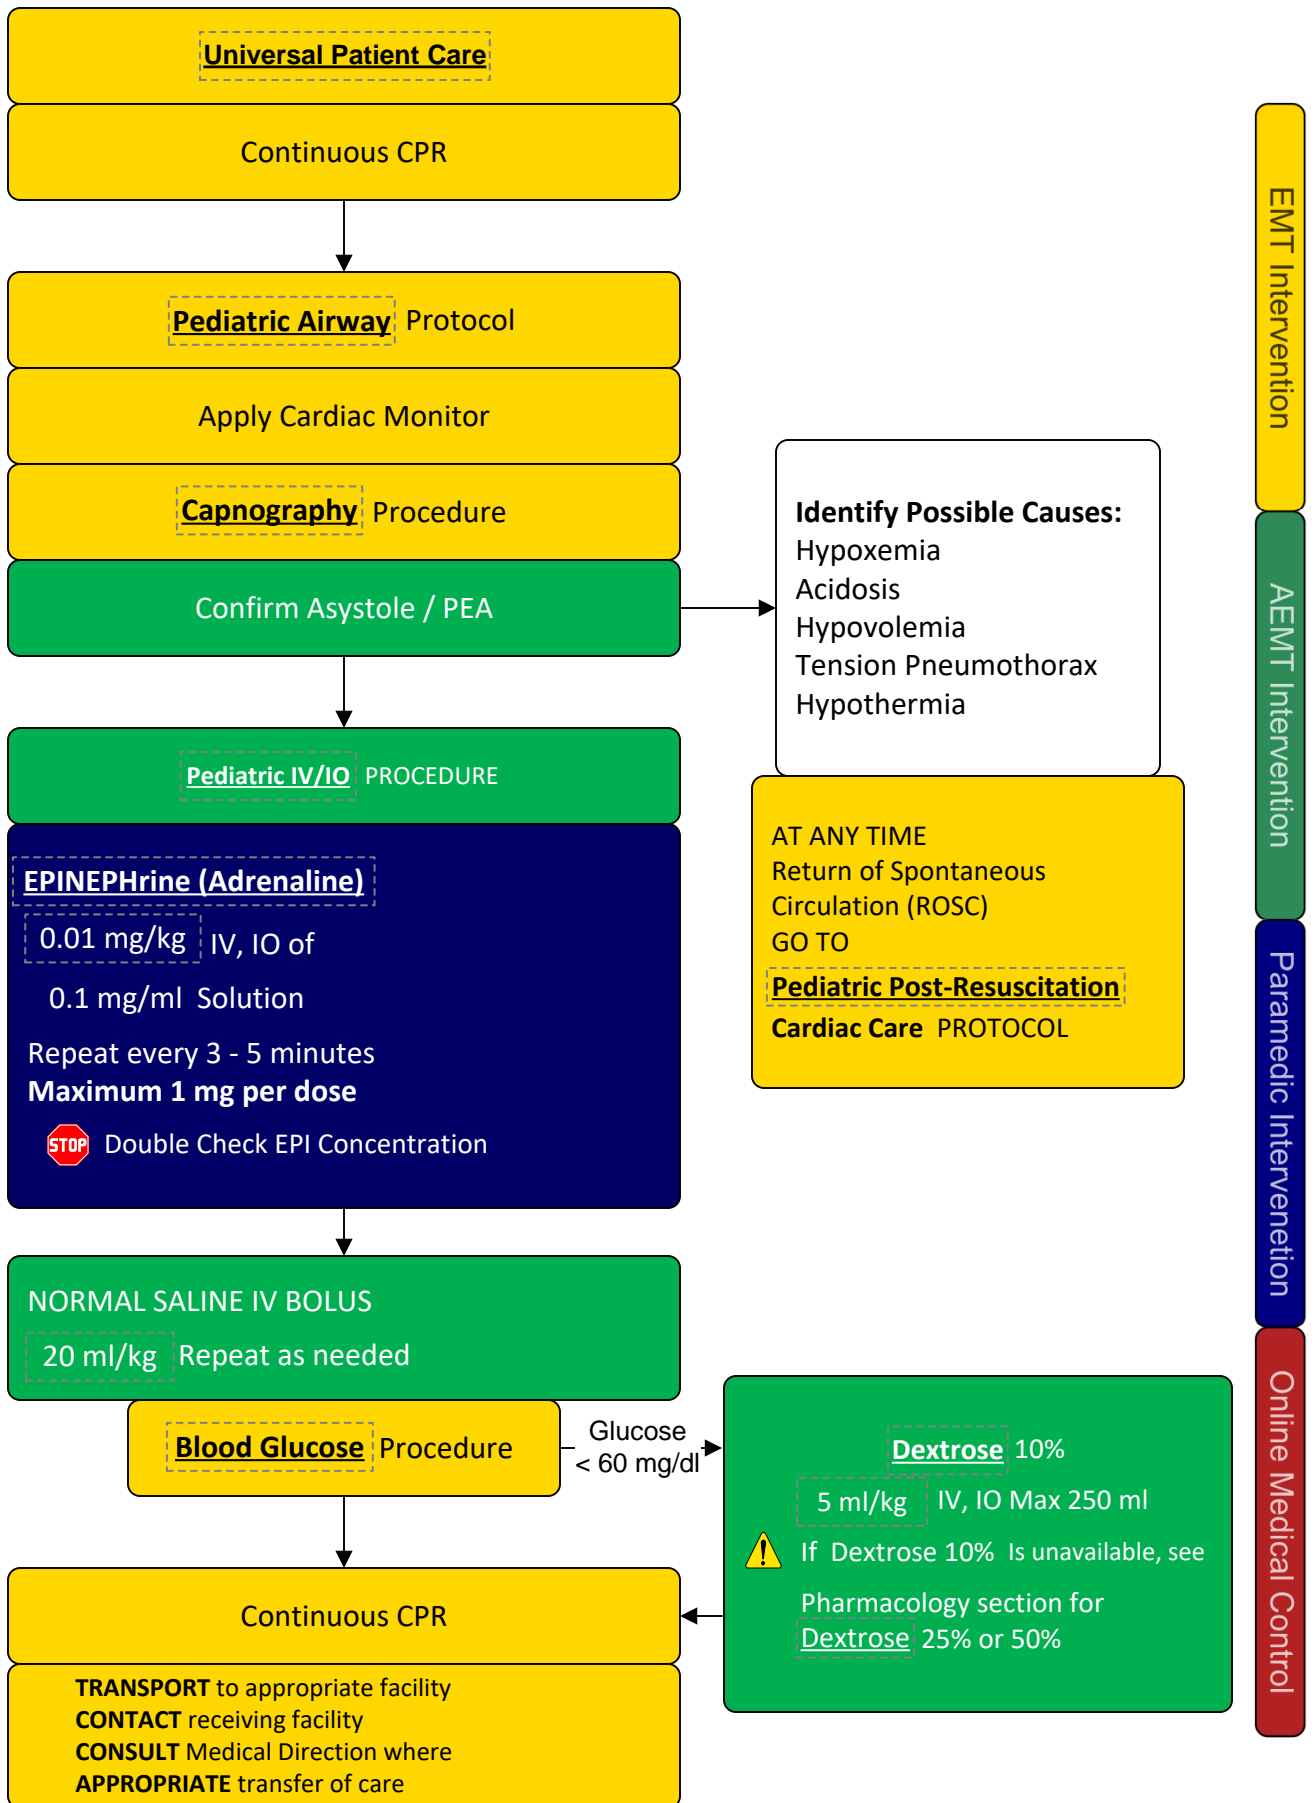 Universal Patient Care
Continuous CPR
Pediatric Airway Protocol
Apply Cardiac Monitor
Capnography Procedure
Confirm Asystole / PEA
Identify Possible Causes:
Hypoxemia
Acidosis
Hypovolemia
Tension Pneumothorax
Hypothermia
Pediatric IV/IO PROCEDURE
EPINEPHrine (Adrenaline)
0.01 mg/kg IV, IO of
0.1 mg/ml Solution
Repeat every 3 - 5 minutes
Maximum 1 mg per dose
STOP Double Check EPI Concentration
AT ANY TIME
Return of Spontaneous
Circulation (ROSC)
GO TO
Pediatric Post-Resuscitation
Cardiac Care PROTOCOL
NORMAL SALINE IV BOLUS
20 ml/kg Repeat as needed
Blood Glucose Procedure
Glucose
< 60 mg/dl
Dextrose 10%
5 ml/kg IV, IO Max 250 ml
! If Dextrose 10% Is unavailable, see
Pharmacology section for
Dextrose 25% or 50%
Continuous CPR
TRANSPORT to appropriate facility
CONTACT receiving facility
CONSULT Medical Direction where
APPROPRIATE transfer of care
EMT Intervention
AEMT Intervention
Paramedic Intervenetion
Online Medical Control